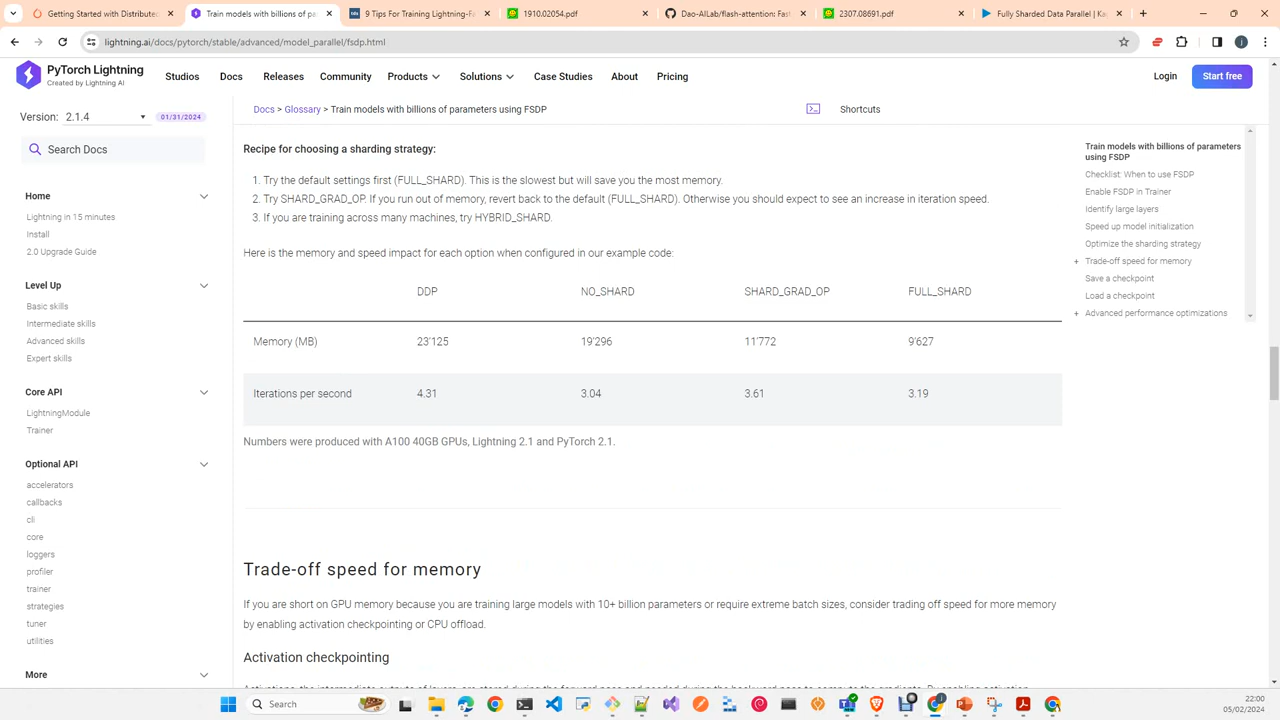 Getting Started with Distributed
Train models with billions of pa
9 Tips For Training Lightning-F
1910.02054.pdf
Dao-AILab/flash-attention: Fast
2307.08691.pdf
Fully Sharded Data Parallel | Ka
lightning.ai/docs/pytorch/stable/advanced/model_parallel/fsdp.html
PyTorch Lightning
Created by Lightning AI
Studios
Docs
Releases
Community
Products
Solutions
Case Studies
About
Pricing
Login
Start free
Version: 2.1.4
01/31/2024
Docs > Glossary > Train models with billions of parameters using FSDP
Shortcuts
Search Docs
Home
Lightning in 15 minutes
Install
2.0 Upgrade Guide
Level Up
Basic skills
Intermediate skills
Advanced skills
Expert skills
Core API
LightningModule
Trainer
Optional API
accelerators
callbacks
cli
core
loggers
profiler
trainer
strategies
tuner
utilities
More
Recipe for choosing a sharding strategy:
1. Try the default settings first (FULL_SHARD). This is the slowest but will save you the most memory.
2. Try SHARD_GRAD_OP. If you run out of memory, revert back to the default (FULL_SHARD). Otherwise you should expect to see an increase in iteration speed.
3. If you are training across many machines, try HYBRID_SHARD.
Here is the memory and speed impact for each option when configured in our example code:
DDP NO_SHARD SHARD_GRAD_OP FULL_SHARD
Memory (MB) 23'125 19'296 11'772 9'627
Iterations per second 4.31 3.04 3.61 3.19
Numbers were produced with A100 40GB GPUs, Lightning 2.1 and PyTorch 2.1.
Trade-off speed for memory
If you are short on GPU memory because you are training large models with 10+ billion parameters or require extreme batch sizes, consider trading off speed for more memory
by enabling activation checkpointing or CPU offload.
Activation checkpointing
Train models with billions of parameters
using FSDP
Checklist: When to use FSDP
Enable FSDP in Trainer
Identify large layers
Speed up model initialization
Optimize the sharding strategy
+ Trade-off speed for memory
Save a checkpoint
Load a checkpoint
+ Advanced performance optimizations
Search
22:00
05/02/2024